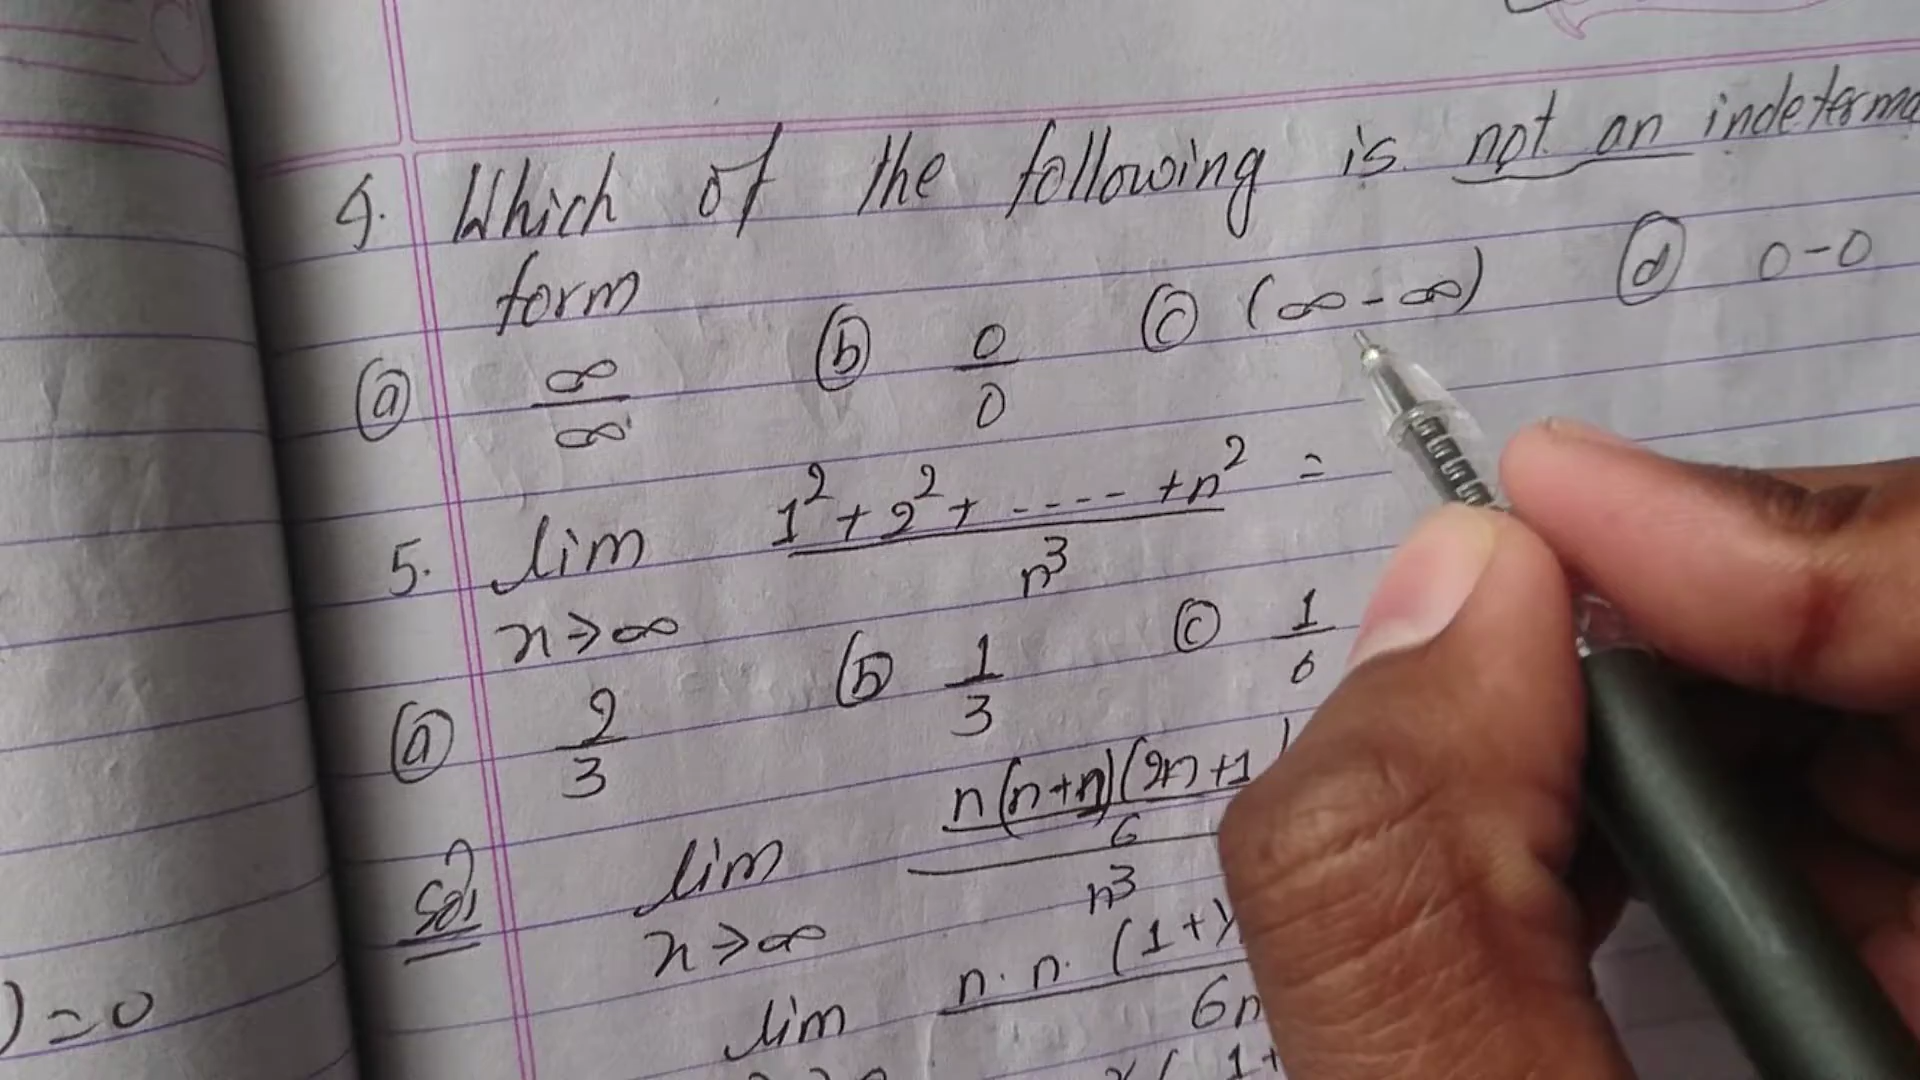 4. Which of the following is not an indeterma
form
(a) ∞/∞ (b) 0/0 (c) (∞-∞) (d) 0-0
5. lim 1²+2²+----+n² =
n³
n→∞
(a) 2/3 (b) 1/3 (c) 1/6
n(n+n)(2n+1)
6
Sol lim
n³
n→∞
n.n.(1+
lim
6n
1+
)=0